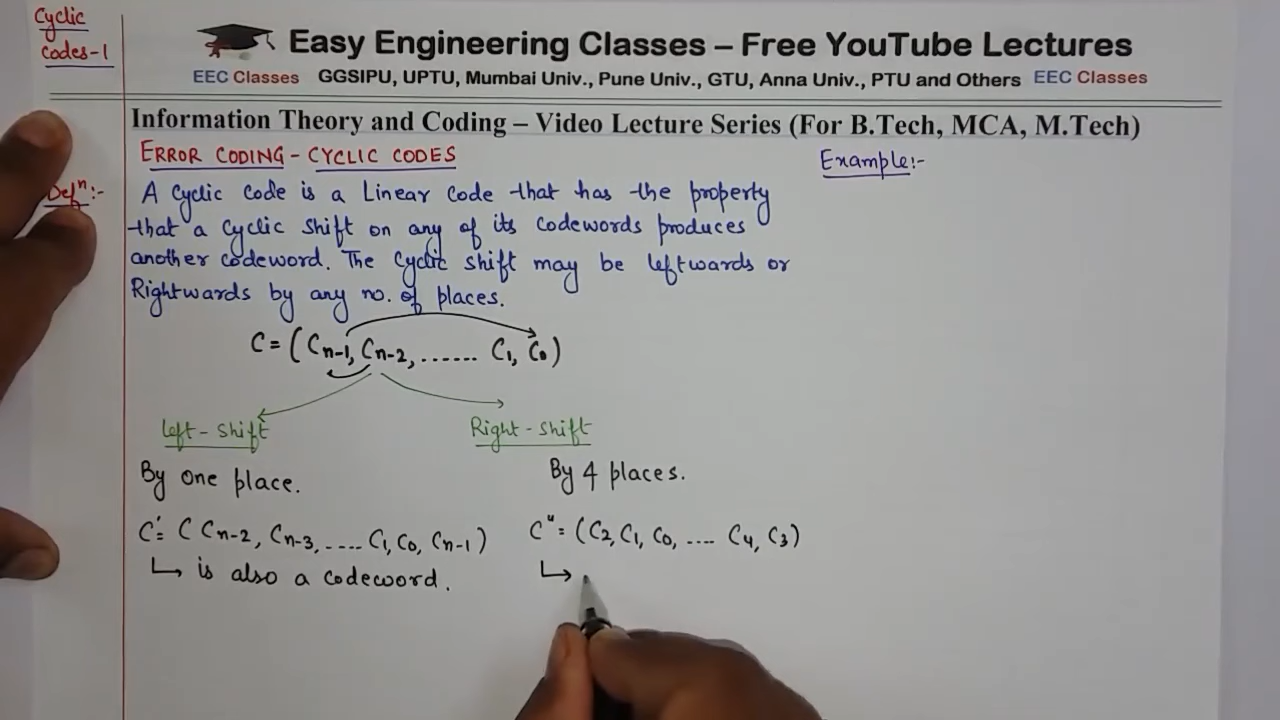 Cyclic
Codes-1
Easy Engineering Classes – Free YouTube Lectures
EEC Classes GGSIPU, UPTU, Mumbai Univ., Pune Univ., GTU, Anna Univ., PTU and Others EEC Classes
Information Theory and Coding – Video Lecture Series (For B.Tech, MCA, M.Tech)
ERROR CODING - CYCLIC CODES
Defⁿ:-
A Cyclic Code is a Linear Code that has the property
that a Cyclic Shift on any of its Codewords produces
another codeword. The Cyclic Shift may be leftwards or
Rightwards by any no. of places.
C = (Cn-1, Cn-2, ...... C1, C0)
Left-Shift
By one place.
C' = (Cn-2, Cn-3, ..... C1, C0, Cn-1)
↳ is also a codeword.
Right-Shift
By 4 places.
C'' = (C2, C1, C0, .... C4, C3)
↳
Example:-